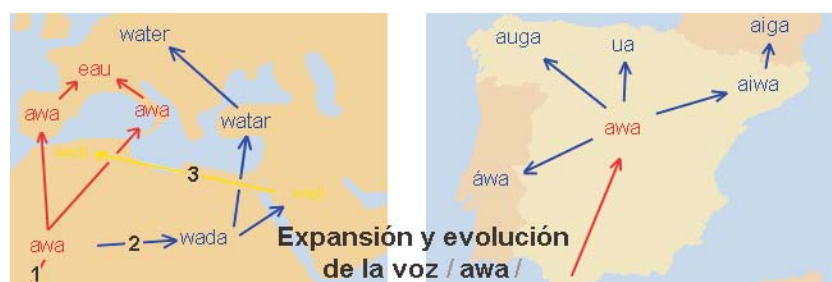 water
eau
awa
awa
watar
3
awa
2
wada
1
auga
ua
aiga
aiwa
awa
áwa
Expansión y evolución
de la voz / awa /